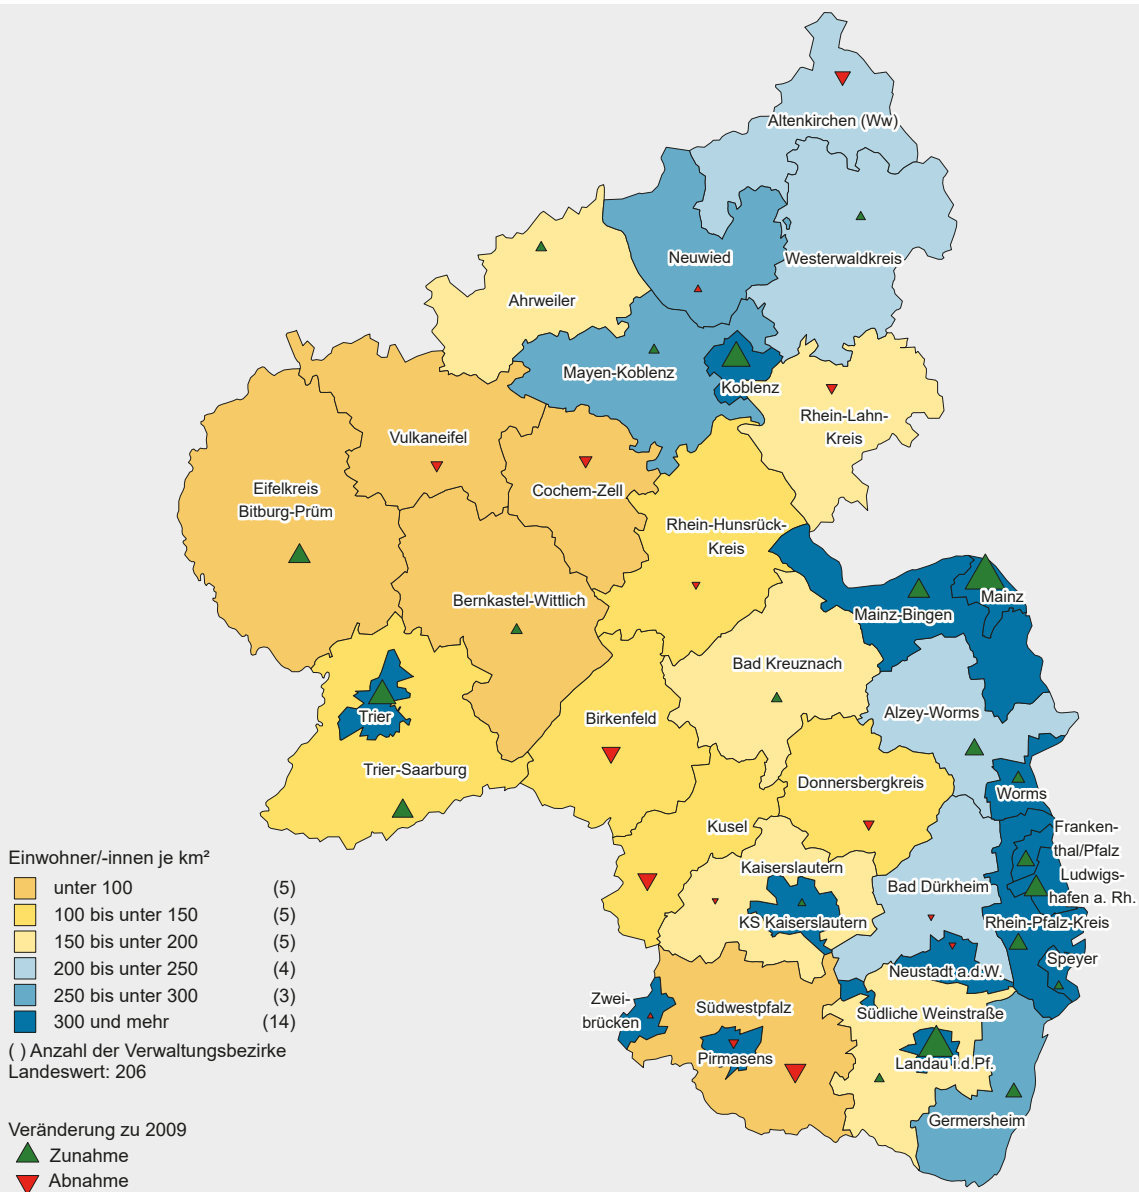 Altenkirchen (Ww)
Neuwied
Westerwaldkreis
Ahrweiler
Mayen-Koblenz
Koblenz
Rhein-Lahn-
Kreis
Vulkaneifel
Cochem-Zell
Eifelkreis
Bitburg-Prüm
Rhein-Hunsrück-
Kreis
Bernkastel-Wittlich
Mainz
Mainz-Bingen
Bad Kreuznach
Trier
Birkenfeld
Alzey-Worms
Trier-Saarburg
Donnersbergkreis
Worms
Kusel
Franken-
thal/Pfalz
Kaiserslautern
Ludwigs-
hafen a. Rh.
Bad Dürkheim
KS Kaiserslautern
Rhein-Pfalz-Kreis
Speyer
Neustadt a.d.W.
Zwei-
brücken
Südwestpfalz
Südliche Weinstraße
Pirmasens
Landau i.d.Pf.
Germersheim
Einwohner/-innen je km²
unter 100 (5)
100 bis unter 150 (5)
150 bis unter 200 (5)
200 bis unter 250 (4)
250 bis unter 300 (3)
300 und mehr (14)
( ) Anzahl der Verwaltungsbezirke
Landeswert: 206
Veränderung zu 2009
Zunahme
Abnahme